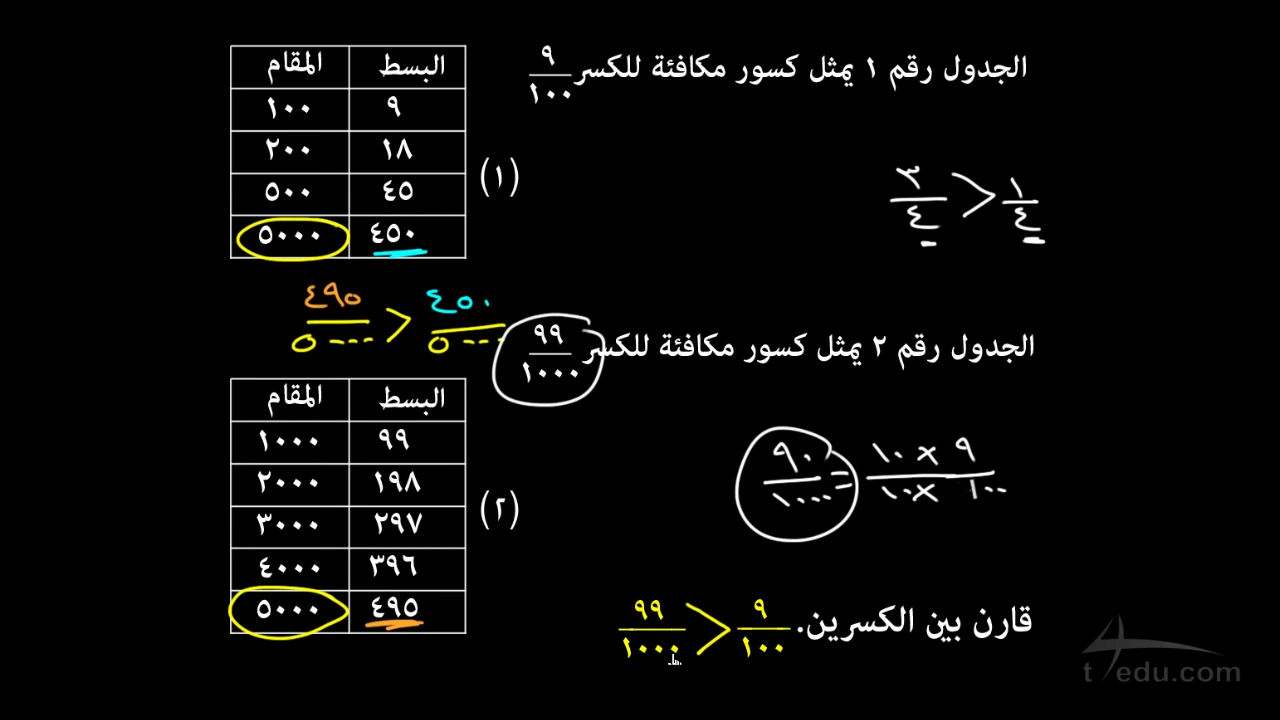 الجدول رقم ١ يمثل كسور مكافئة للكسر ٩/١٠٠
البسط المقام
٩ ١٠٠
١٨ ٢٠٠
٤٥ ٥٠٠
٤٥٠ ٥٠٠٠
(١)
١/٤ > ٣/٤
٤٥٠/٥٠٠٠ > ٤٩٥/٥٠٠٠
الجدول رقم ٢ يمثل كسور مكافئة للكسر ٩٩/١٠٠٠
البسط المقام
٩٩ ١٠٠٠
١٩٨ ٢٠٠٠
٢٩٧ ٣٠٠٠
٣٩٦ ٤٠٠٠
٤٩٥ ٥٠٠٠
(٢)
٩ × ١٠ / ١٠٠ × ١٠ = ٩٠/١٠٠٠
قارن بين الكسرين. ٩/١٠٠ > ٩٩/١٠٠٠
t4edu.com